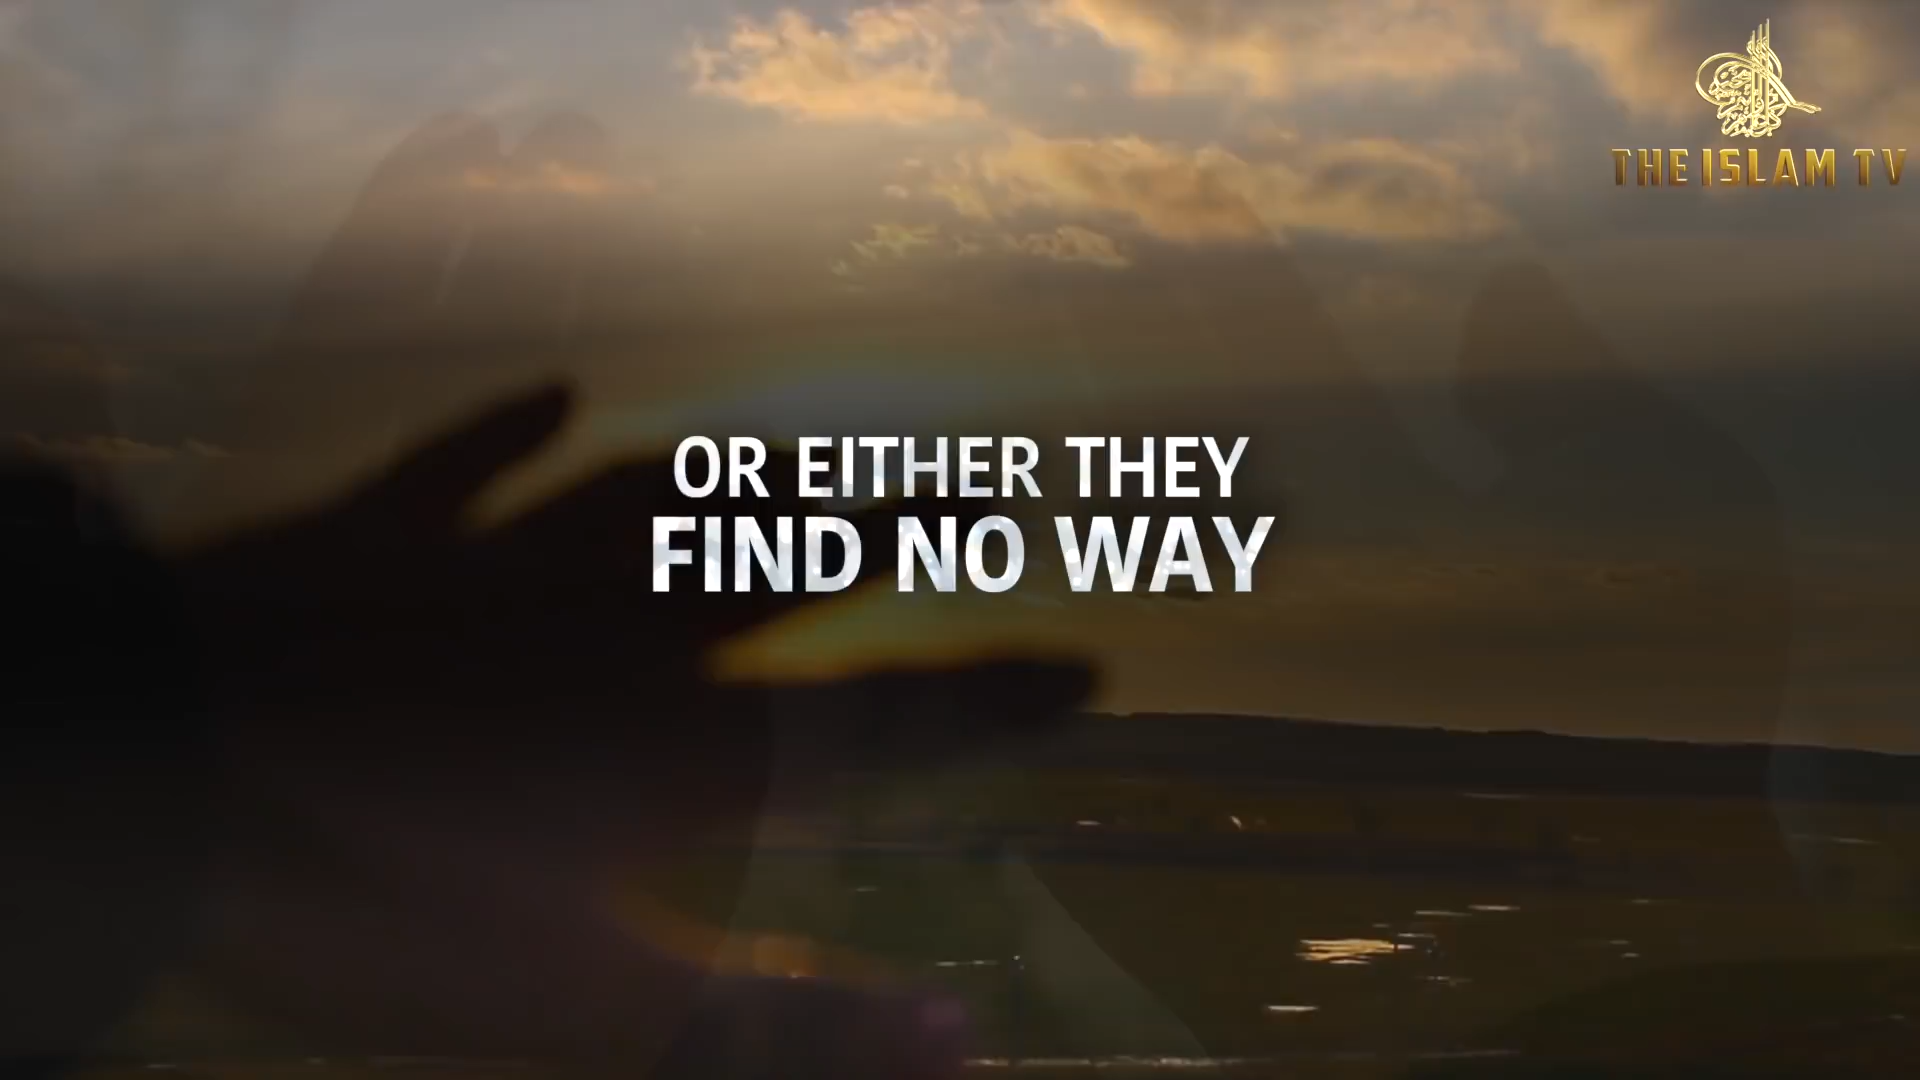 THE ISLAM TV
OR EITHER THEY
FIND NO WAY